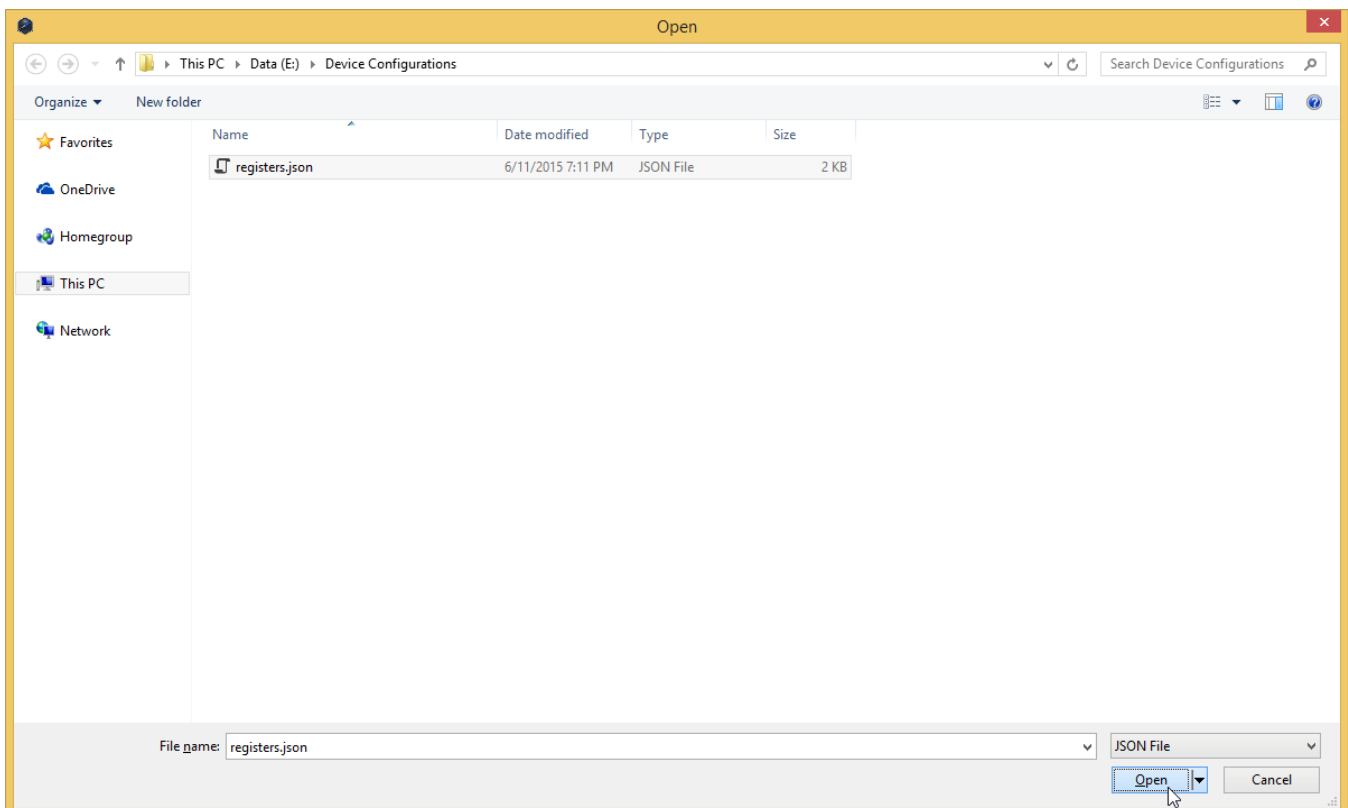 Open
This PC Data (E:) Device Configurations
Search Device Configurations
Organize New folder
Name Date modified Type Size
Favorites
registers.json 6/11/2015 7:11 PM JSON File 2 KB
OneDrive
Homegroup
This PC
Network
File name: registers.json JSON File
Open Cancel